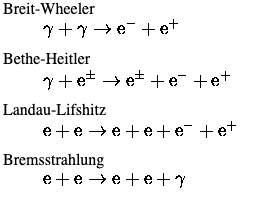 Breit-Wheeler
γ + γ → e⁻ + e⁺
Bethe-Heitler
γ + e^± → e^± + e⁻ + e⁺
Landau-Lifshitz
e + e → e + e + e⁻ + e⁺
Bremsstrahlung
e + e → e + e + γ